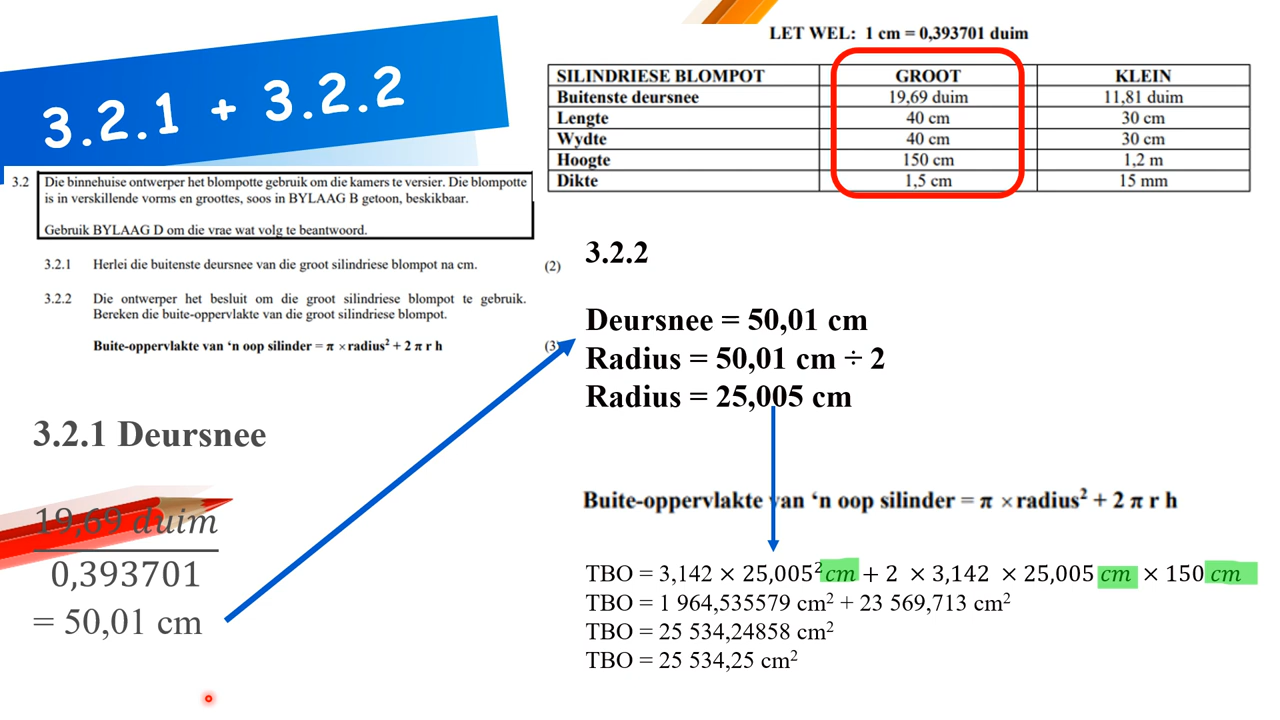 3.2.1 + 3.2.2
LET WEL: 1 cm = 0,393701 duim
SILINDRIESE BLOMPOT GROOT KLEIN
Buitenste deursnee 19,69 duim 11,81 duim
Lengte 40 cm 30 cm
Wydte 40 cm 30 cm
Hoogte 150 cm 1,2 m
Dikte 1,5 cm 15 mm
3.2 Die binnehuise ontwerper het blompotte gebruik om die kamers te versier. Die blompotte
is in verskillende vorms en groottes, soos in BYLAAG B getoon, beskikbaar.
Gebruik BYLAAG D om die vrae wat volg te beantwoord.
3.2.1 Herlei die buitenste deursnee van die groot silindriese blompot na cm. (2)
3.2.2 Die ontwerper het besluit om die groot silindriese blompot te gebruik.
Bereken die buite-oppervlakte van die groot silindriese blompot.
Buite-oppervlakte van ‘n oop silinder = π × radius² + 2 π r h (3)
3.2.1 Deursnee
19,69 duim
0,393701
= 50,01 cm
3.2.2
Deursnee = 50,01 cm
Radius = 50,01 cm ÷ 2
Radius = 25,005 cm
Buite-oppervlakte van ‘n oop silinder = π × radius² + 2 π r h
TBO = 3,142 × 25,005² cm + 2 × 3,142 × 25,005 cm × 150 cm
TBO = 1 964,535579 cm² + 23 569,713 cm²
TBO = 25 534,24858 cm²
TBO = 25 534,25 cm²